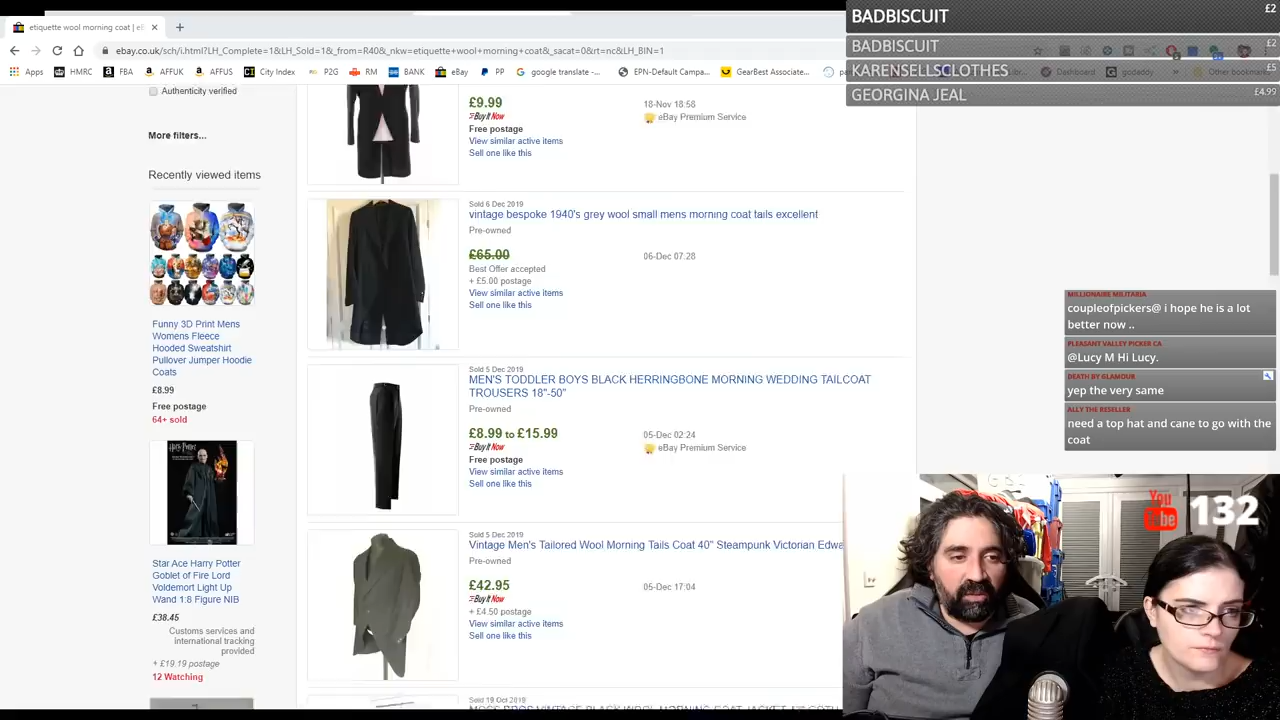 etiquette wool morning coat | e
ebay.co.uk/sch/i.html?LH_Complete=1&LH_Sold=1&_from=R40&_nkw=etiquette+wool+morning+coat&_sacat=0&rt=nc&LH_BIN=1
Apps HMRC FBA AFFUK AFFUS City Index P2G RM BANK eBay PP google translate -... EPN-Default Campa... GearBest Associate... Dashboard godaddy Other bookmarks
BADBISCUIT £2
BADBISCUIT £2
KARENSELLSCLOTHES £5
GEORGINA JEAL £4.99
Authenticity verified
More filters...
Recently viewed items
Funny 3D Print Mens
Womens Fleece
Hooded Sweatshirt
Pullover Jumper Hoodie
Coats
£8.99
Free postage
64+ sold
Harry Potter
Star Ace Harry Potter
Goblet of Fire Lord
Voldemort Light Up
Wand 1:8 Figure NIB
£38.45
Customs services and
international tracking
provided
+ £19.19 postage
12 Watching
£9.99 18-Nov 18:58
Buy It Now eBay Premium Service
Free postage
View similar active items
Sell one like this
Sold 6 Dec 2019
vintage bespoke 1940's grey wool small mens morning coat tails excellent
Pre-owned
£65.00 06-Dec 07:28
Best Offer accepted
+ £5.00 postage
View similar active items
Sell one like this
Sold 5 Dec 2019
MEN'S TODDLER BOYS BLACK HERRINGBONE MORNING WEDDING TAILCOAT
TROUSERS 18"-50"
Pre-owned
£8.99 to £15.99 05-Dec 02:24
Buy It Now eBay Premium Service
Free postage
View similar active items
Sell one like this
Sold 5 Dec 2019
Vintage Men's Tailored Wool Morning Tails Coat 40" Steampunk Victorian Edwa
Pre-owned
£42.95 05-Dec 17:04
Buy It Now
+ £4.50 postage
View similar active items
Sell one like this
Sold 19 Oct 2019
MILLIONAIRE MILITARIA
coupleofpickers@ i hope he is a lot
better now ..
PLEASANT VALLEY PICKER CA
@Lucy M Hi Lucy.
DEATH BY GLAMOUR
yep the very same
ALLY THE RESELLER
need a top hat and cane to go with the
coat
You
Tube
132